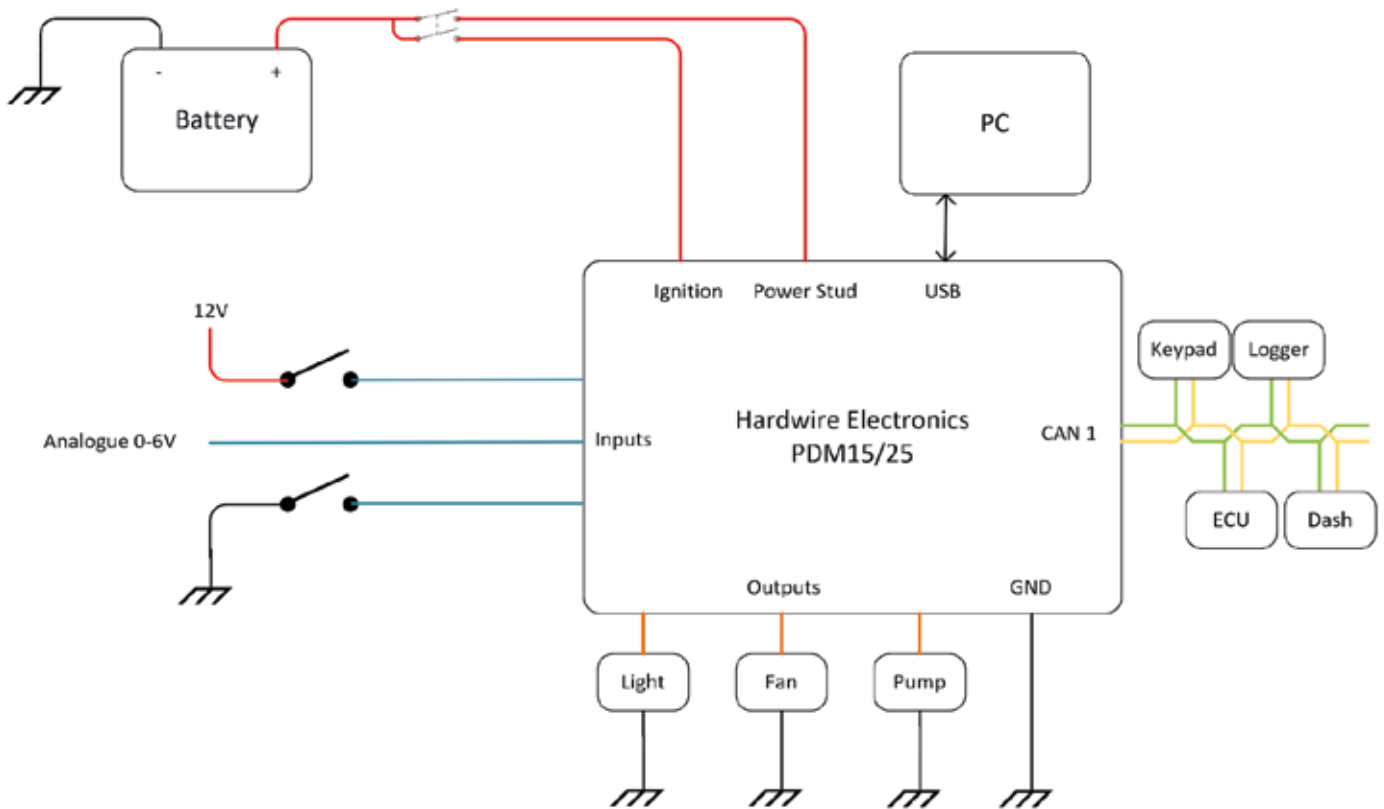 - +
Battery
PC
Ignition Power Stud USB
12V
Keypad Logger
Analogue 0-6V
Inputs
Hardwire Electronics
PDM15/25
CAN 1
ECU Dash
Outputs GND
Light Fan Pump